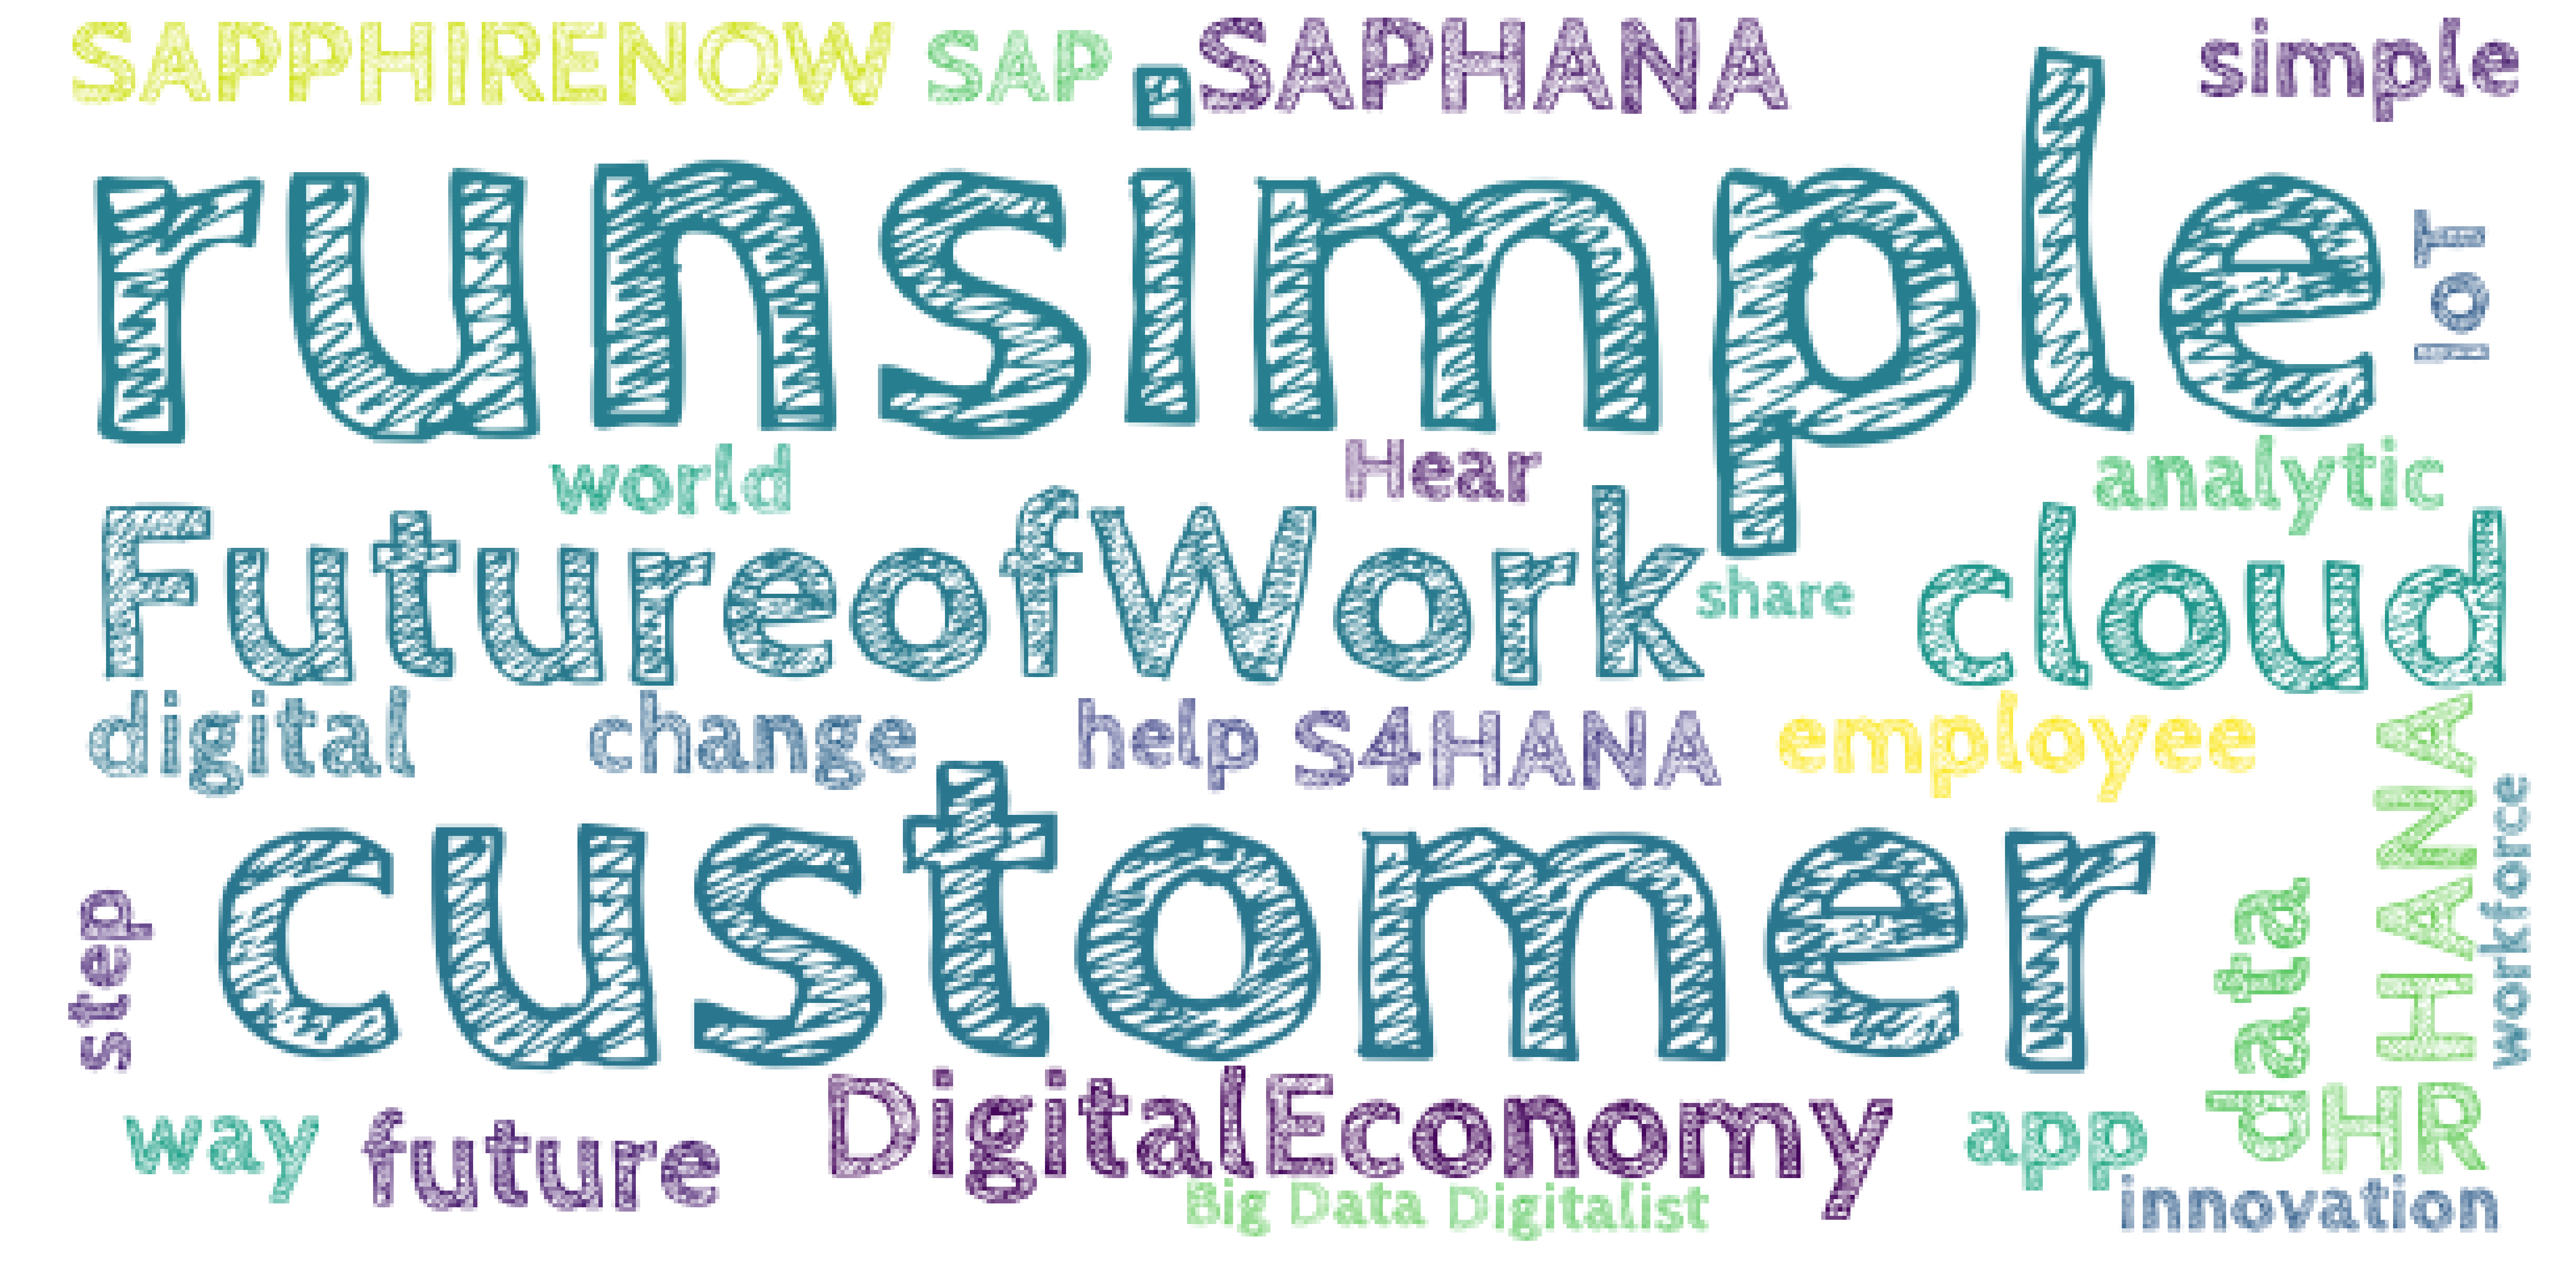 SAPPHIRENOW SAP SAPHANA simple
runsimple
IoT
world Hear analytic
FutureofWork share cloud
digital change help S4HANA employee
HANA
workforce
customer
step
data
way future DigitalEconomy app HR
Big Data Digitalist innovation